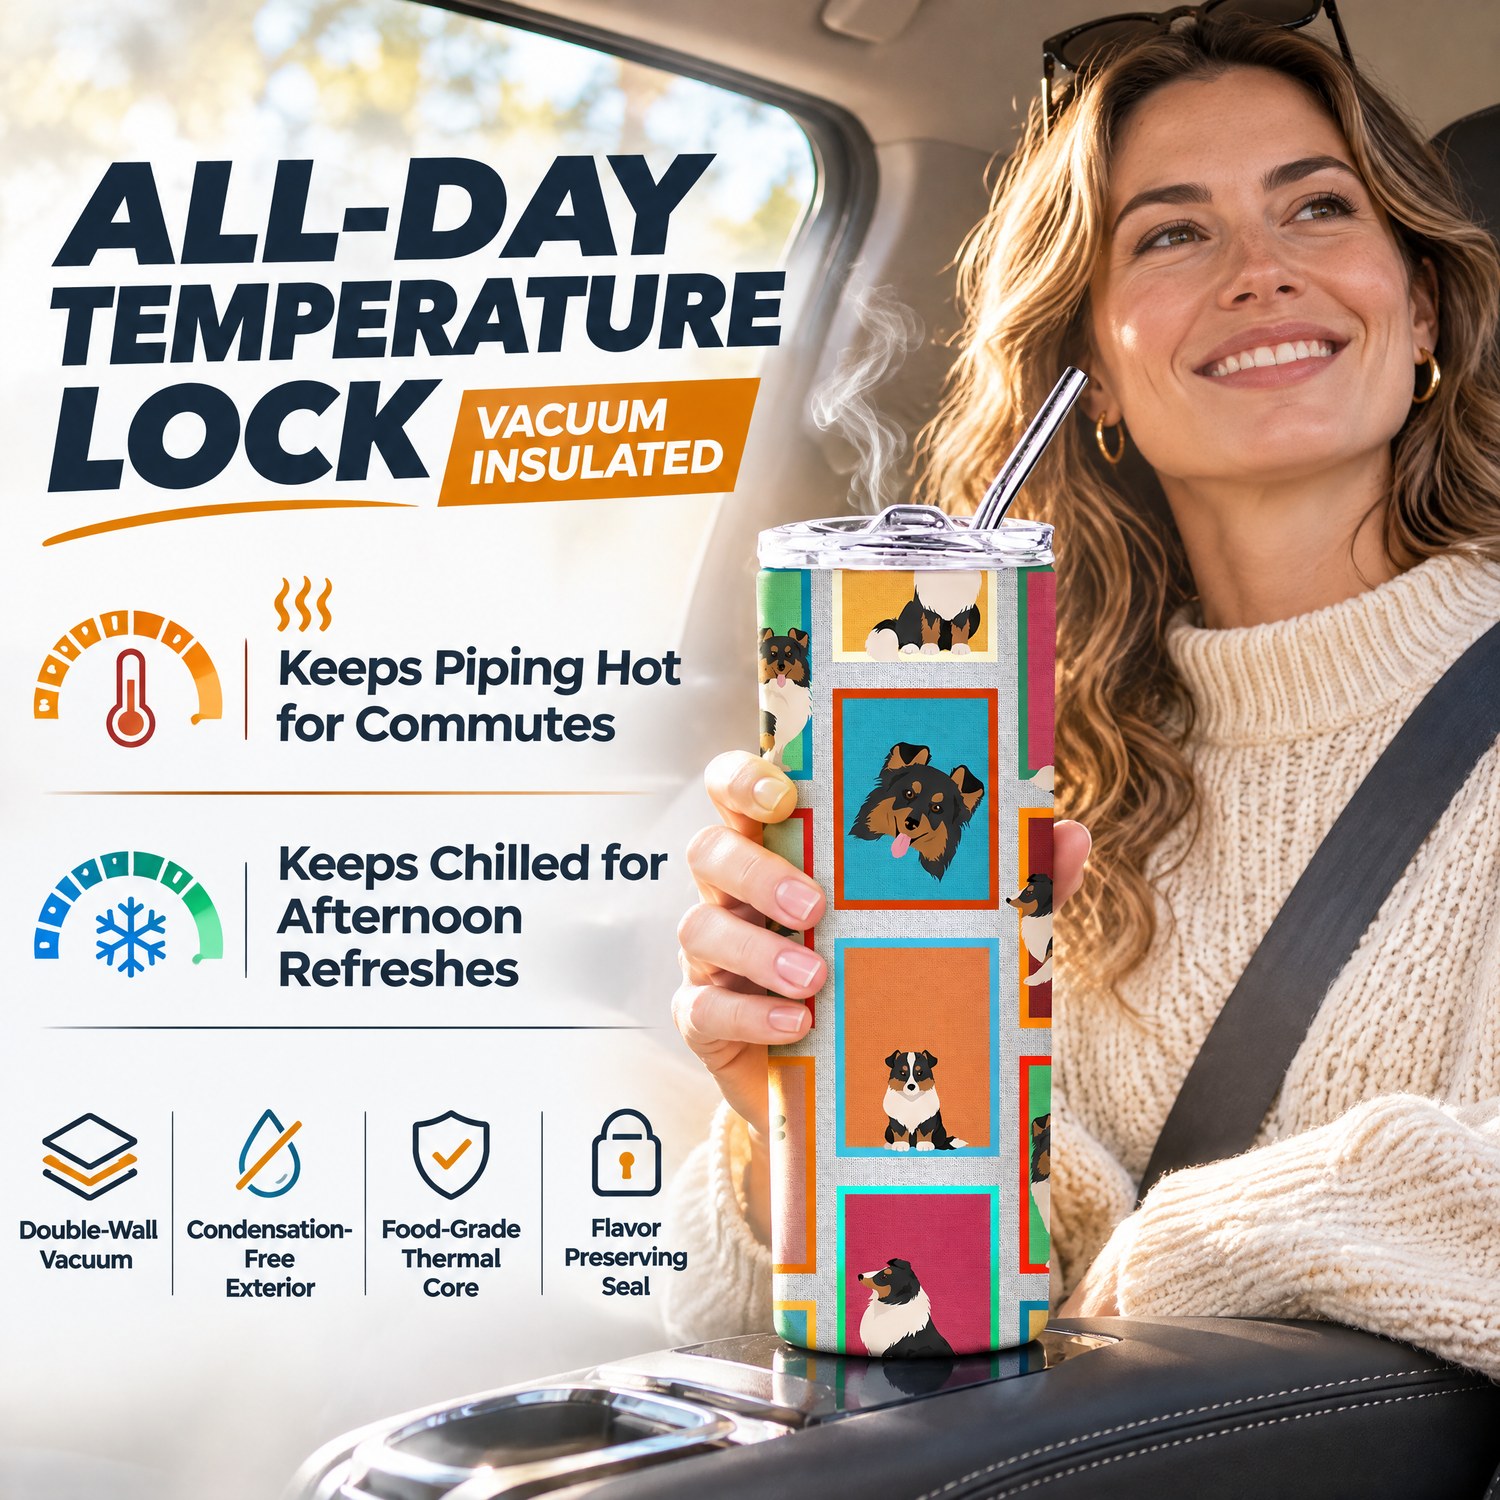 ALL-DAY
TEMPERATURE
LOCK
VACUUM
INSULATED
Keeps Piping Hot
for Commutes
Keeps Chilled for
Afternoon
Refreshes
Double-Wall
Vacuum
Condensation-
Free
Exterior
Food-Grade
Thermal
Core
Flavor
Preserving
Seal